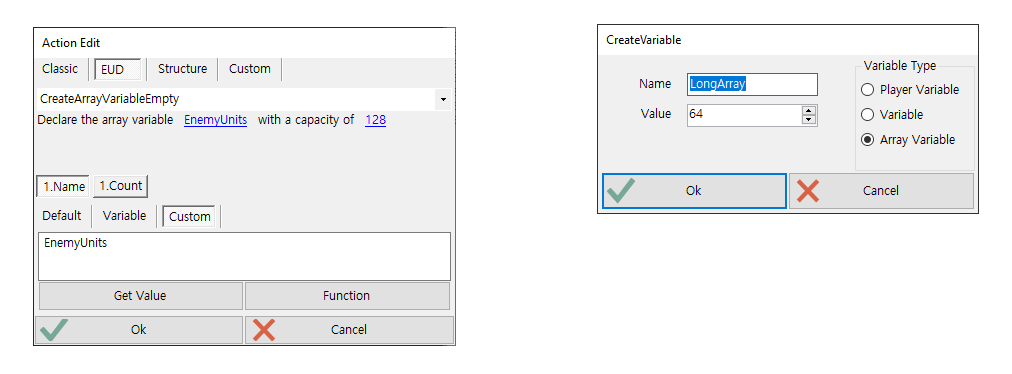 Action Edit
Classic EUD Structure Custom
CreateArrayVariableEmpty
Declare the array variable EnemyUnits with a capacity of 128
1.Name 1.Count
Default Variable Custom
EnemyUnits
Get Value Function
Ok Cancel
CreateVariable
Name LongArray
Value 64
Variable Type
Player Variable
Variable
Array Variable
Ok Cancel